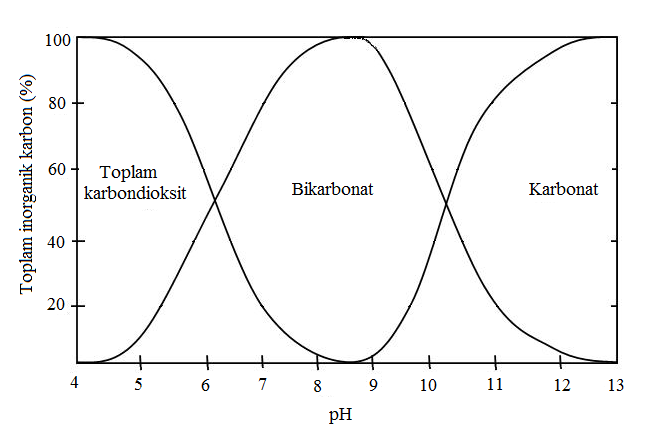 Toplam inorganik karbon (%)
100
80
60
40
20
Toplam
karbondioksit
Bikarbonat
Karbonat
4 5 6 7 8 9 10 11 12 13
pH